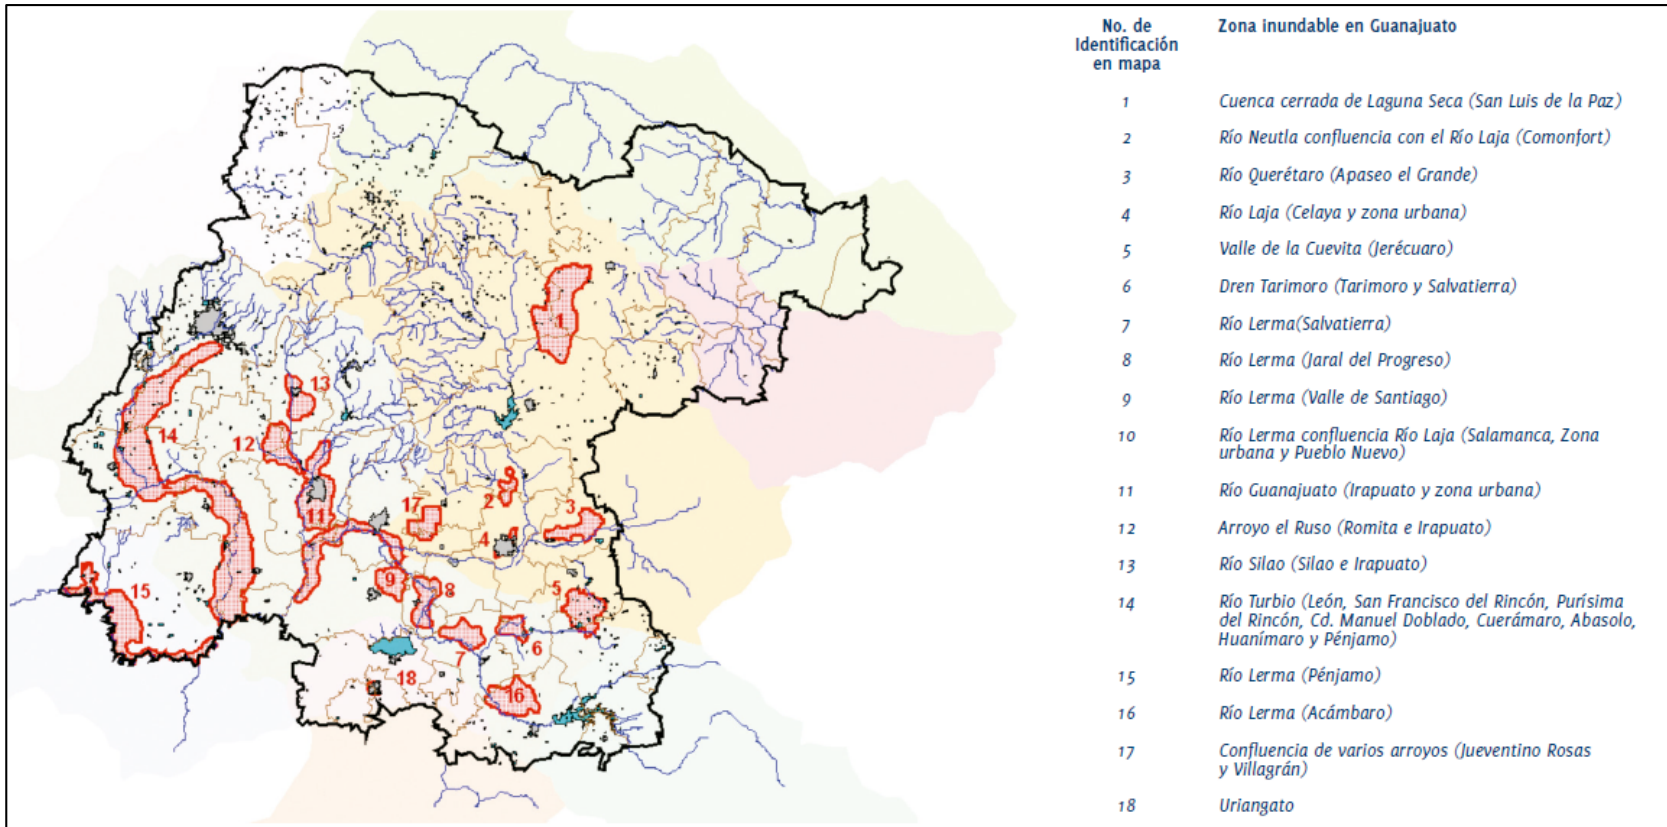 No. de
Identificación
en mapa
Zona inundable en Guanajuato
1 Cuenca cerrada de Laguna Seca (San Luis de la Paz)
2 Río Neutla confluencia con el Río Laja (Comonfort)
3 Río Querétaro (Apaseo el Grande)
4 Río Laja (Celaya y zona urbana)
5 Valle de la Cuevita (Jerécuaro)
6 Dren Tarimoro (Tarimoro y Salvatierra)
7 Río Lerma(Salvatierra)
8 Río Lerma (Jaral del Progreso)
9 Río Lerma (Valle de Santiago)
10 Río Lerma confluencia Río Laja (Salamanca, Zona
urbana y Pueblo Nuevo)
11 Río Guanajuato (Irapuato y zona urbana)
12 Arroyo el Ruso (Romita e Irapuato)
13 Río Silao (Silao e Irapuato)
14 Río Turbio (León, San Francisco del Rincón, Purísima
del Rincón, Cd. Manuel Doblado, Cuerámaro, Abasolo,
Huanímaro y Pénjamo)
15 Río Lerma (Pénjamo)
16 Río Lerma (Acámbaro)
17 Confluencia de varios arroyos (Jueventino Rosas
y Villagrán)
18 Uriangato
1
13
14
12
2
17
3
11
4
9
8
5
15
6
7
18
16